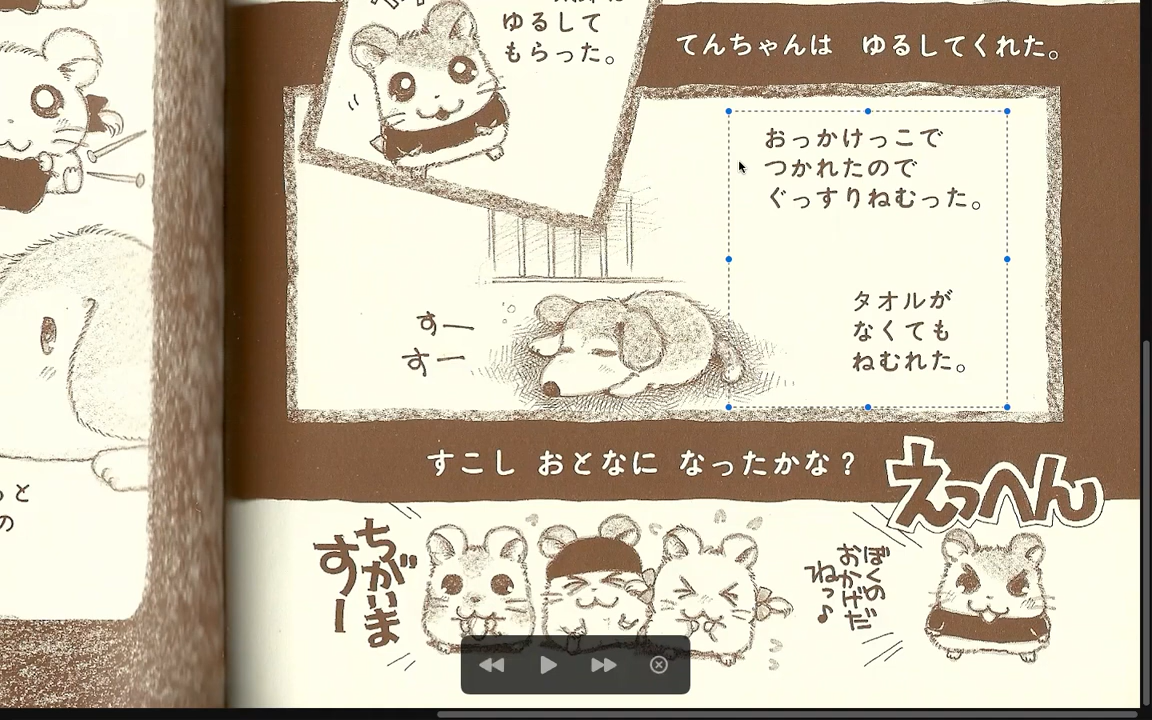 ゆるして
もらった。
てんちゃんは ゆるしてくれた。
おっかけっこで
つかれたので
ぐっすりねむった。
タオルが
なくても
ねむれた。
すー
すー
すこし おとなに なったかな？
えっへん
ちがいま
すー
ぼくの
おかげだ
ねっ♪
と
の